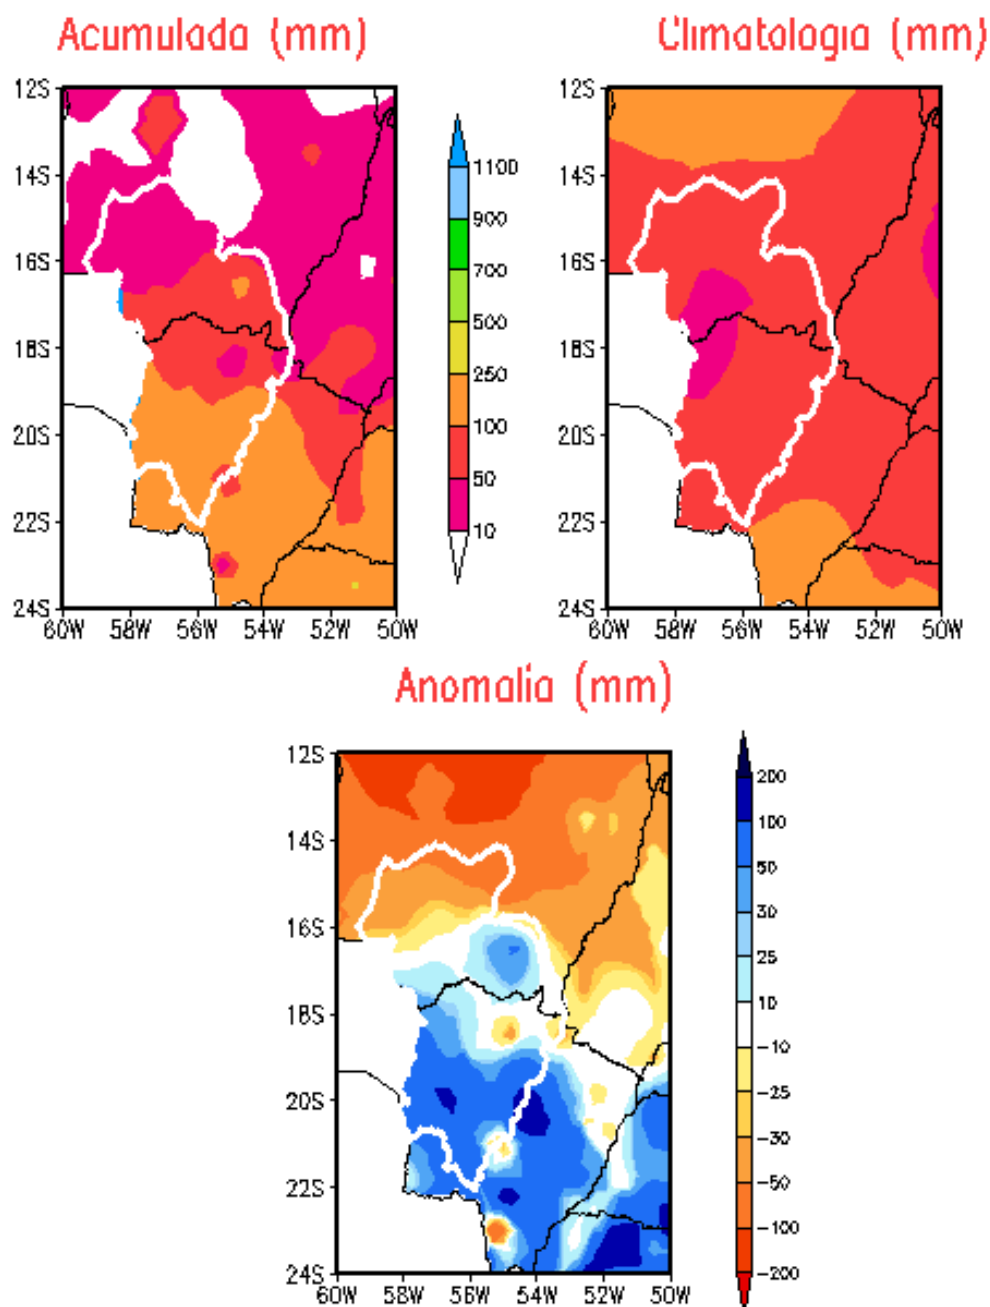 Acumulada (mm)
Climatologia (mm)
12S
14S
16S
18S
20S
22S
24S
60W 58W 56W 54W 52W 50W
1100
900
700
500
250
100
50
10
12S
14S
16S
18S
20S
22S
24S
60W 58W 56W 54W 52W 50W
Anomalia (mm)
12S
14S
16S
18S
20S
22S
24S
60W 58W 56W 54W 52W 50W
200
100
50
30
25
10
-10
-25
-30
-50
-100
-200